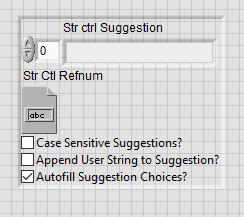 Str ctrl Suggestion
0
Str Ctl Refnum
abc
Case Sensitive Suggestions?
Append User String to Suggestion?
Autofill Suggestion Choices?